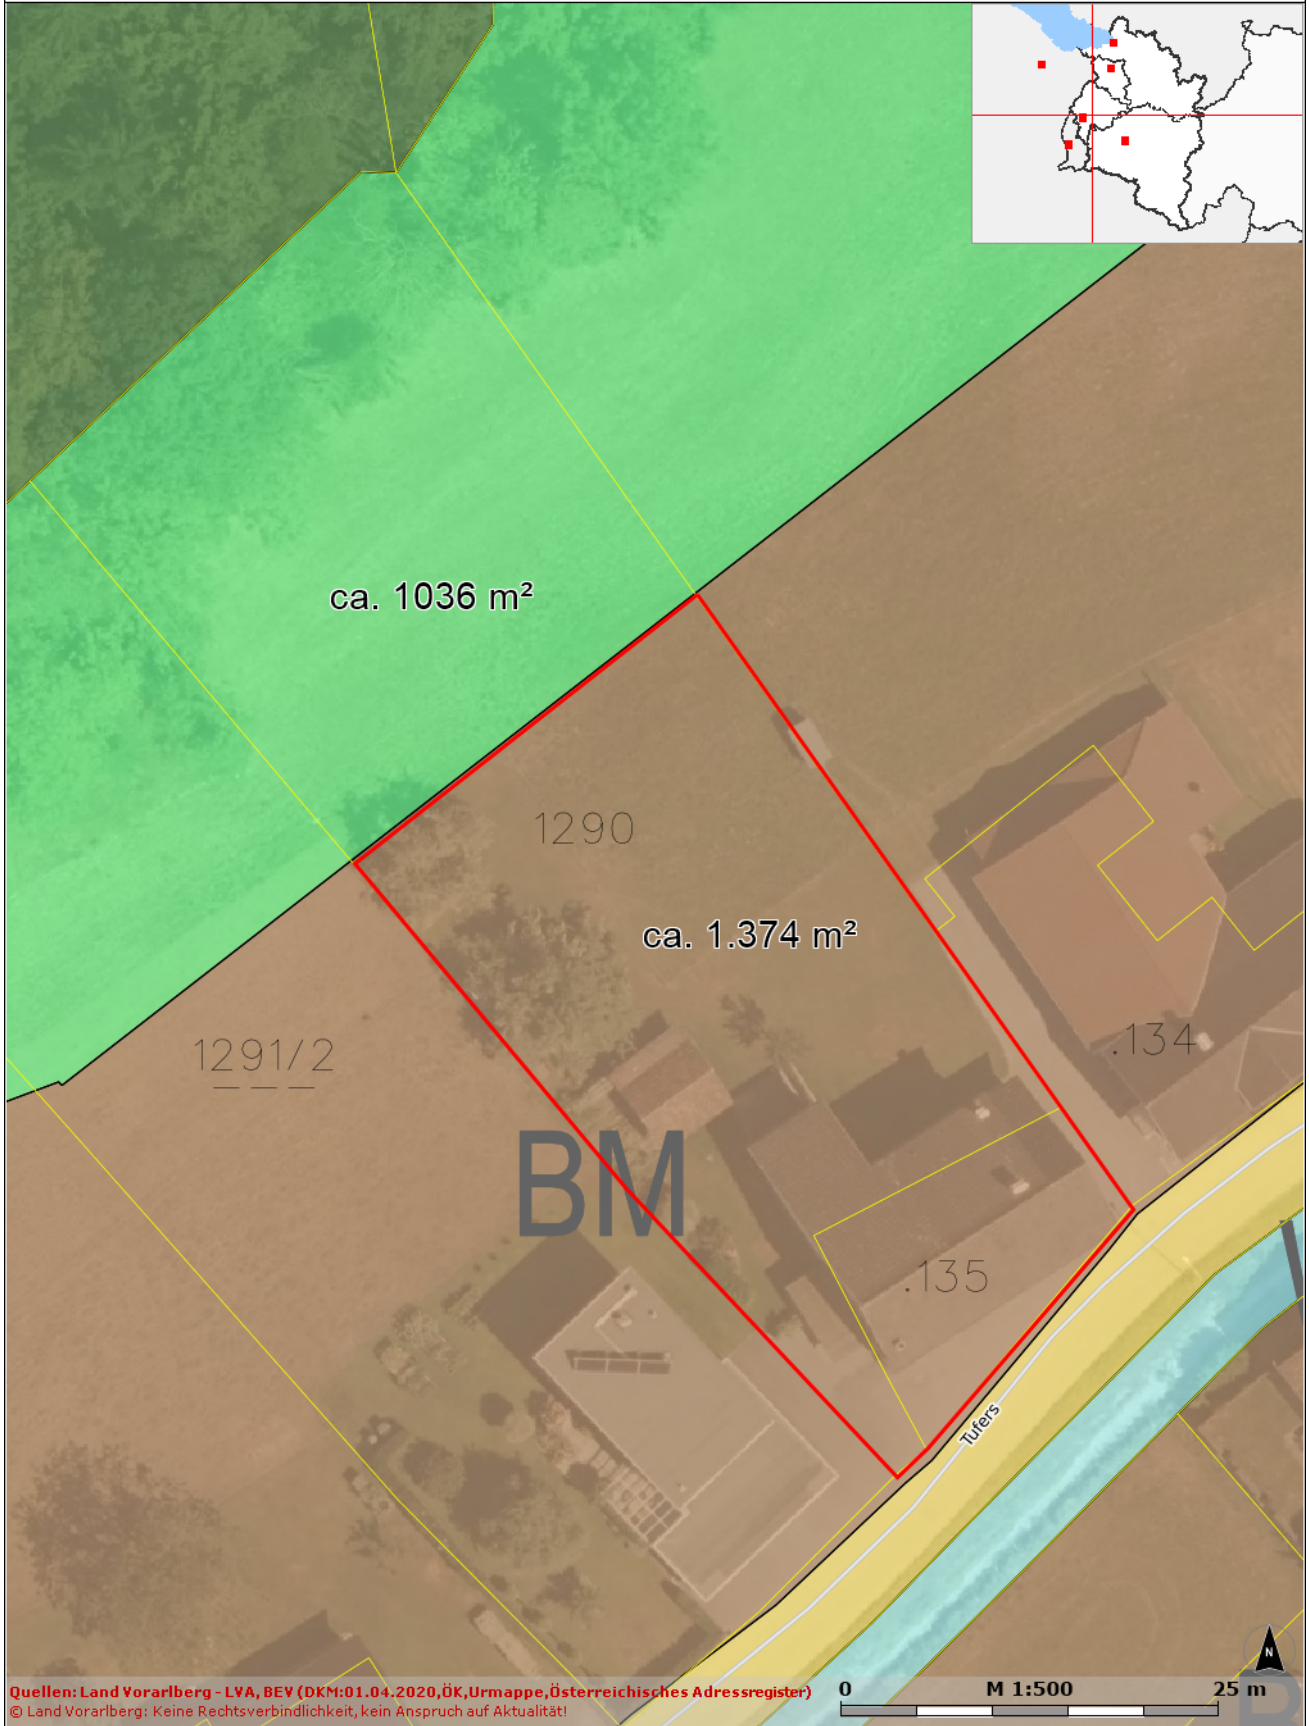 ca. 1036 m²
1290
ca. 1.374 m²
1291/2
.134
BM
.135
Tufers
N
Quellen: Land Vorarlberg - LVA, BEV (DKM:01.04.2020,ÖK,Urmappe,Österreichisches Adressregister)
© Land Vorarlberg: Keine Rechtsverbindlichkeit, kein Anspruch auf Aktualität!
0 M 1:500 25 m